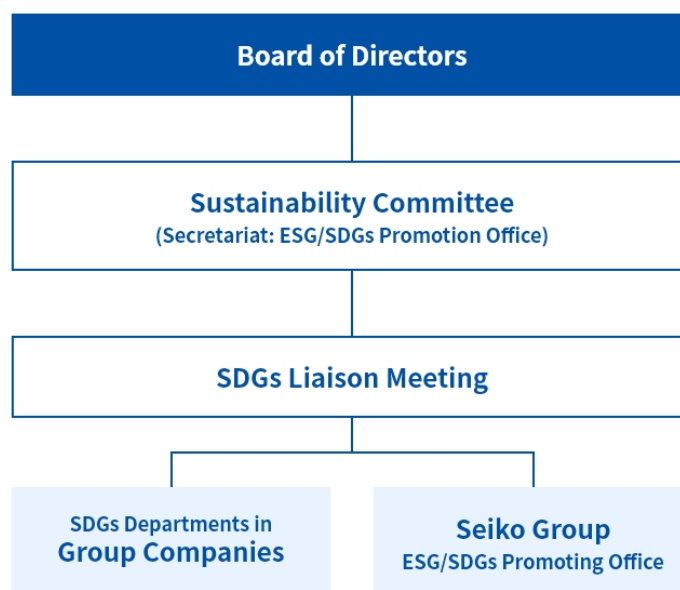 Board of Directors
Sustainability Committee
(Secretariat: ESG/SDGs Promotion Office)
SDGs Liaison Meeting
SDGs Departments in
Group Companies
Seiko Group
ESG/SDGs Promoting Office